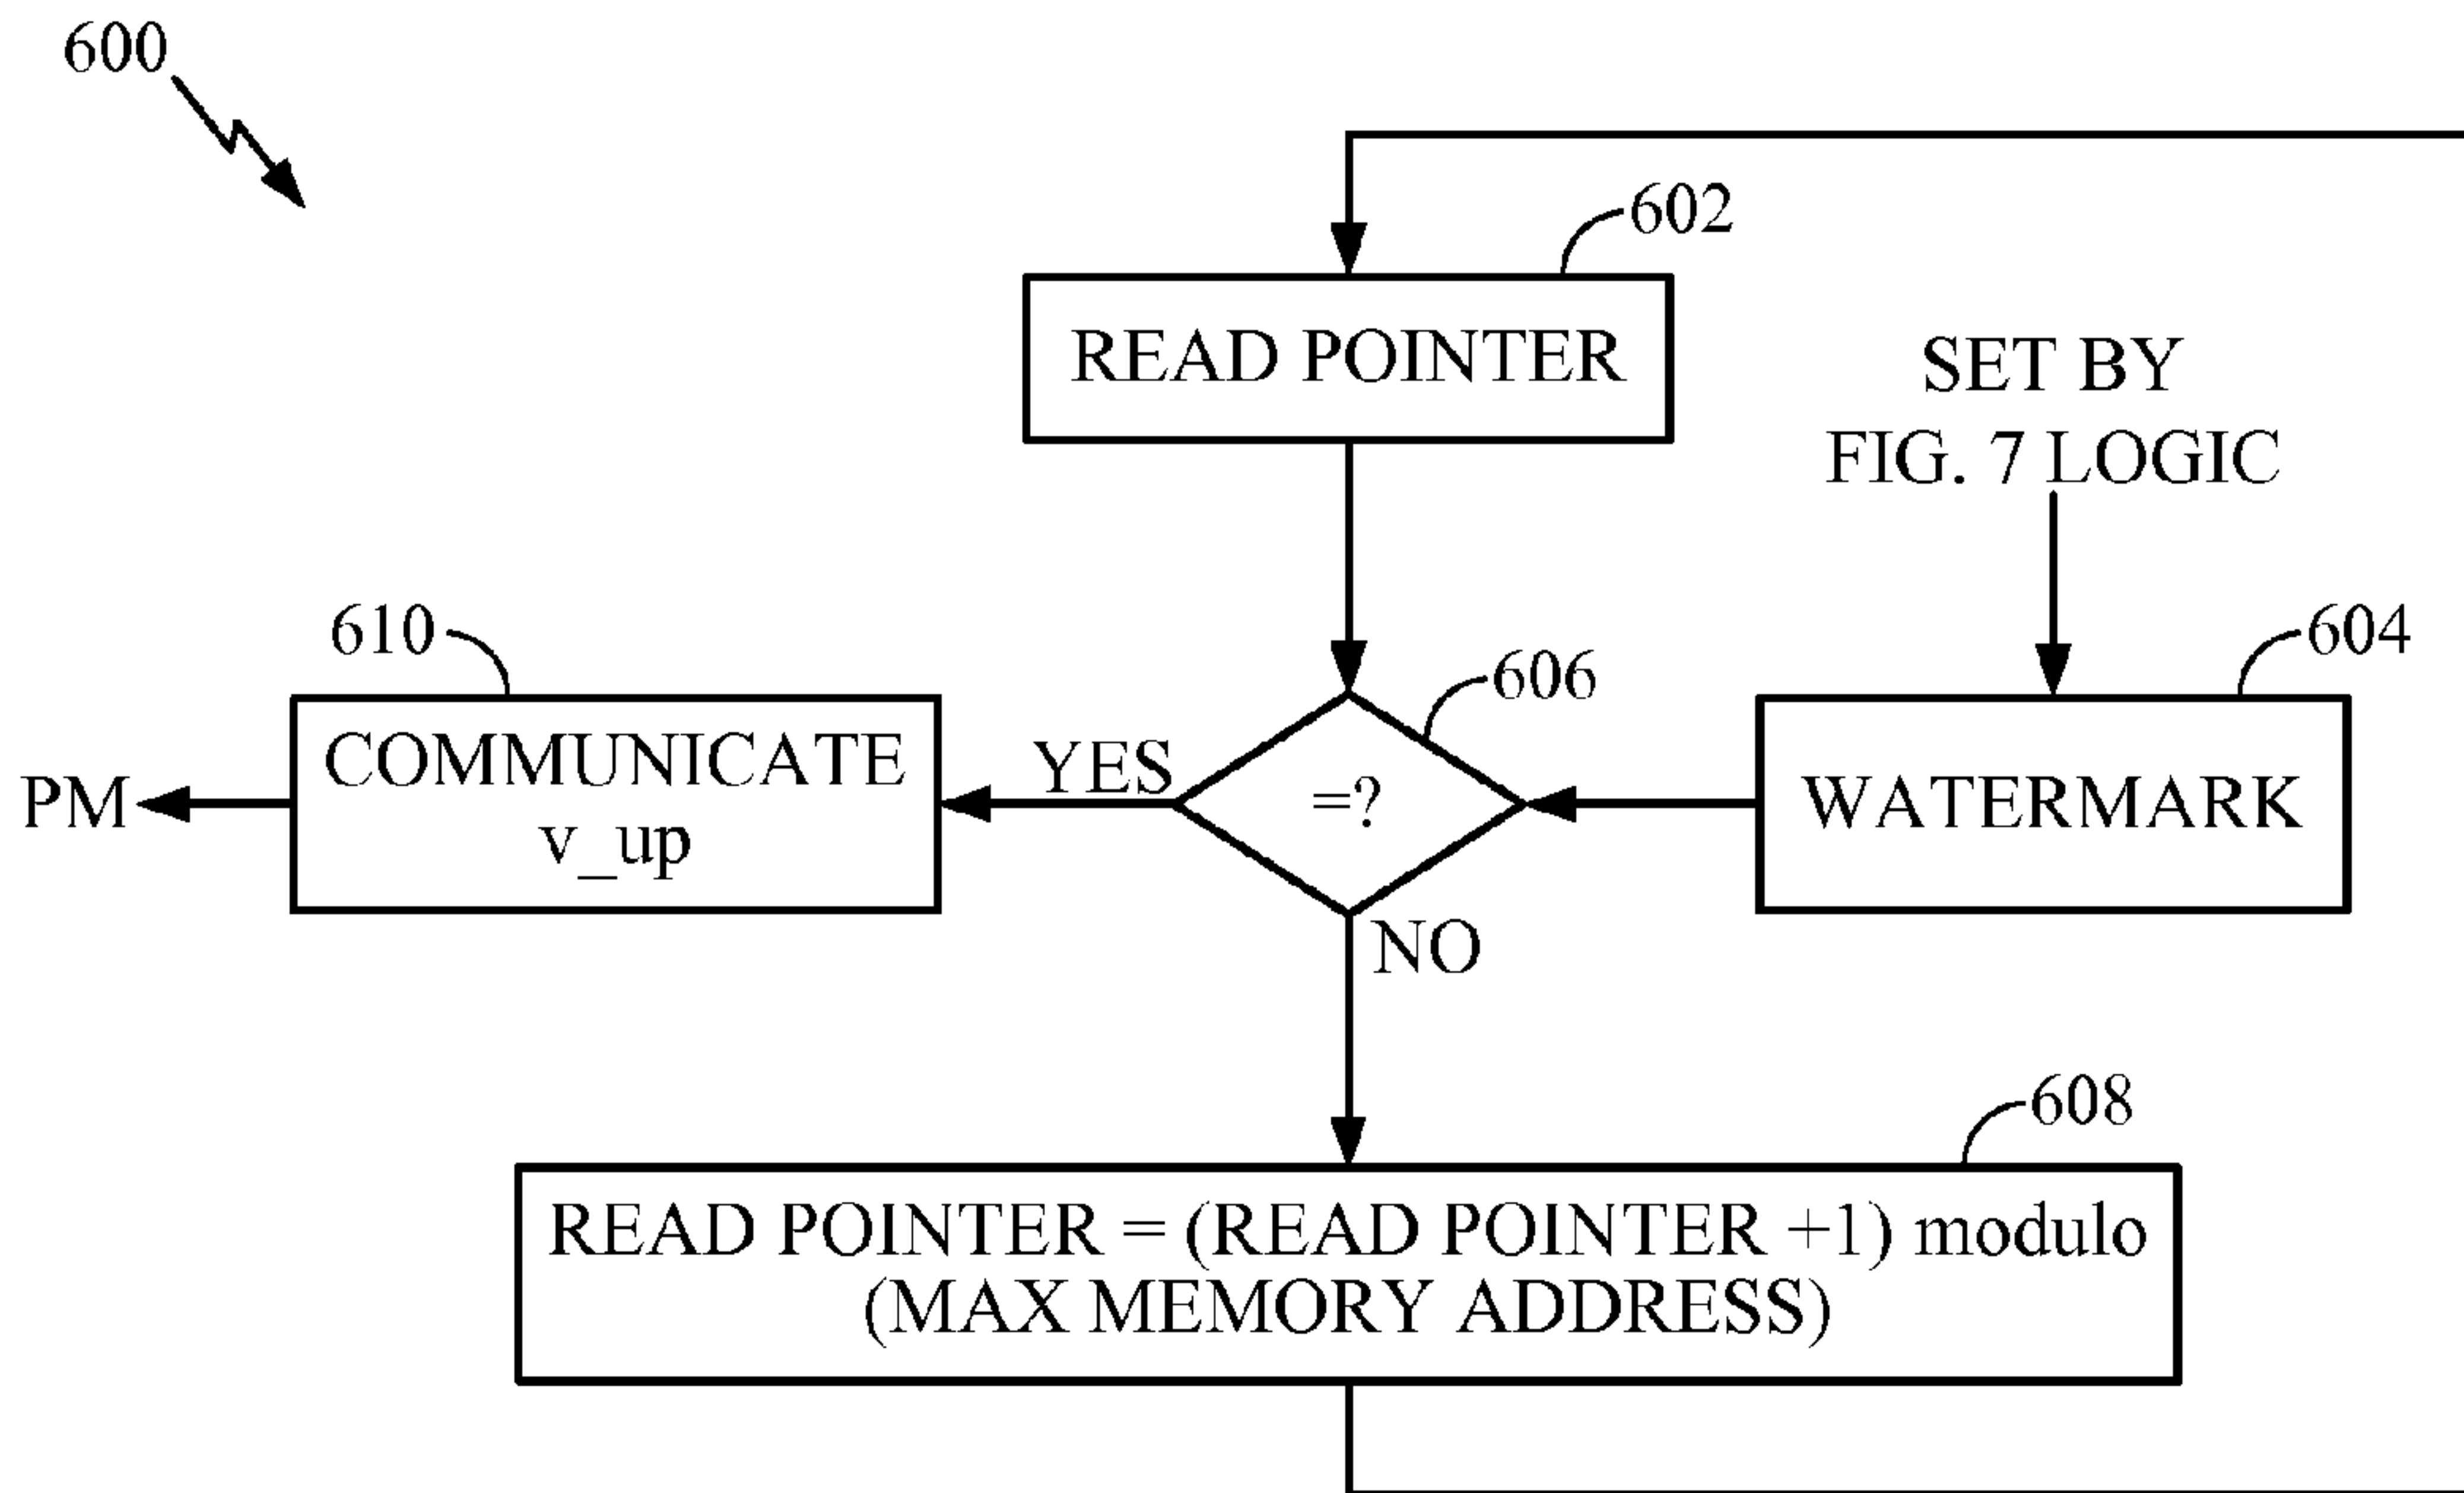 600
602
READ POINTER
SET BY
FIG. 7 LOGIC
610
606
604
COMMUNICATE
v_up
YES
=?
WATERMARK
PM
NO
608
READ POINTER = (READ POINTER +1) modulo
(MAX MEMORY ADDRESS)